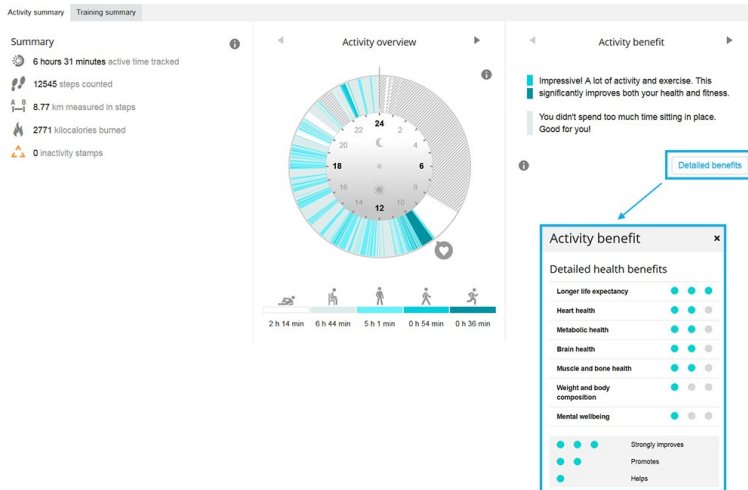 Activity summary
Training summary
Summary
6 hours 31 minutes active time tracked
12545 steps counted
A B
8.77 km measured in steps
2771 kilocalories burned
0 inactivity stamps
Activity overview
24
22
2
20
4
18
6
16
8
14
10
12
2 h 14 min
6 h 44 min
5 h 1 min
0 h 54 min
0 h 36 min
Activity benefit
Impressive! A lot of activity and exercise. This
significantly improves both your health and fitness.
You didn't spend too much time sitting in place.
Good for you!
Detailed benefits
Activity benefit
×
Detailed health benefits
Longer life expectancy
Heart health
Metabolic health
Brain health
Muscle and bone health
Weight and body
composition
Mental wellbeing
Strongly improves
Promotes
Helps